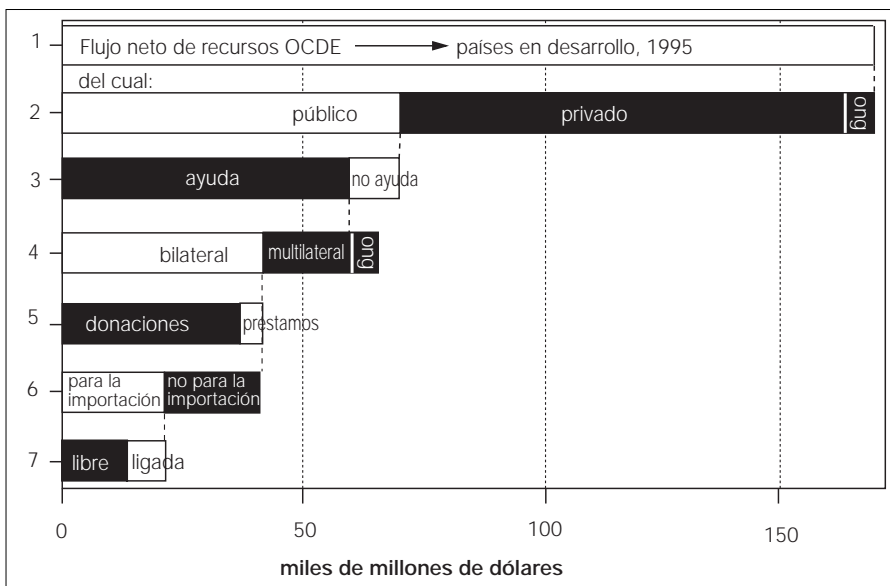 1
Flujo neto de recursos OCDE países en desarrollo, 1995
del cual:
2
público privado ong
3
ayuda no ayuda
4
bilateral multilateral ong
5
donaciones préstamos
6
para la importación no para la importación
7
libre ligada
0 50 100 150
miles de millones de dólares